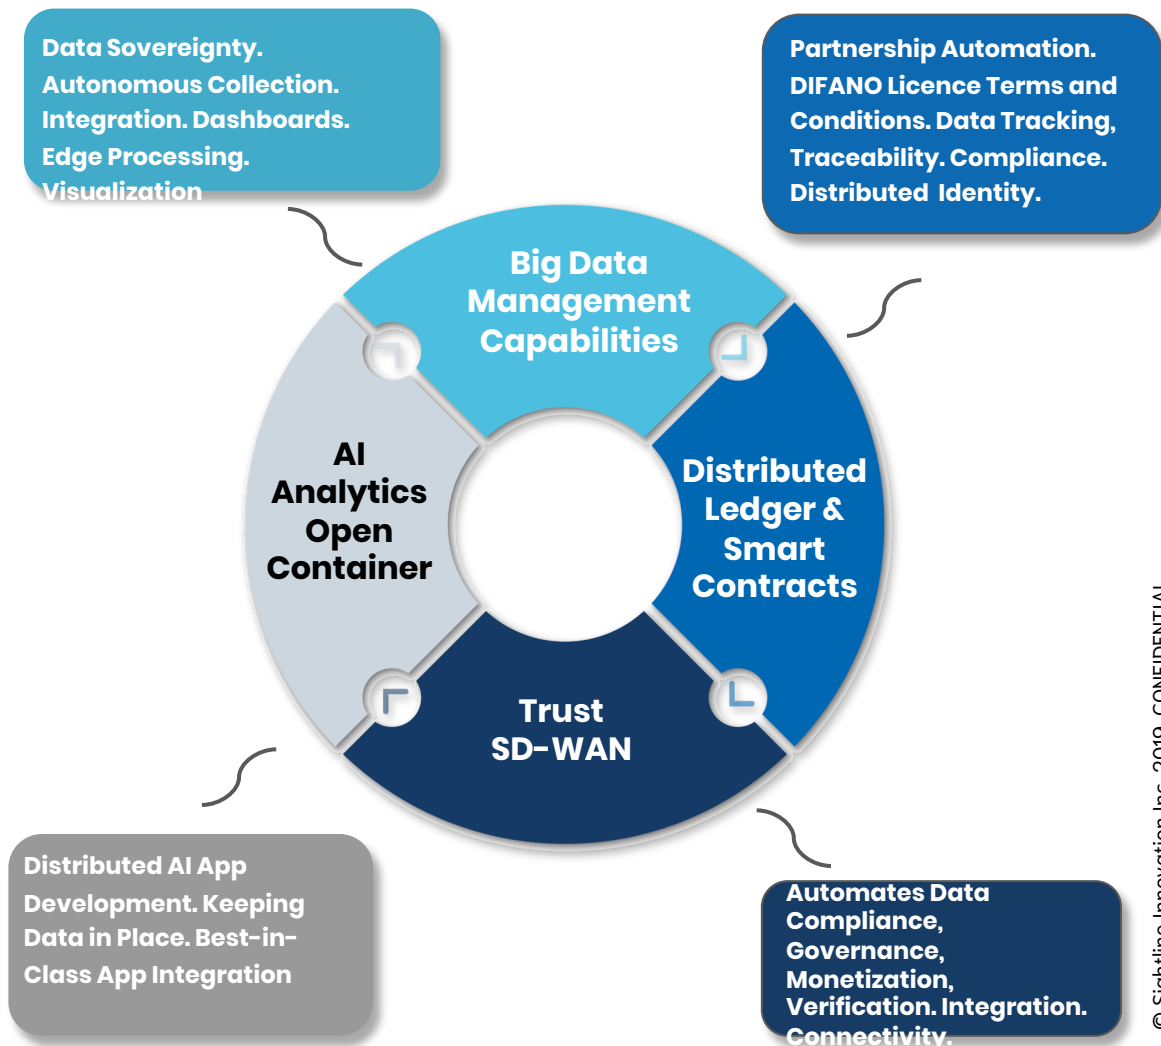 Data Sovereignty.
Autonomous Collection.
Integration. Dashboards.
Edge Processing.
Visualization
Partnership Automation.
DIFANO Licence Terms and
Conditions. Data Tracking,
Traceability. Compliance.
Distributed Identity.
Big Data
Management
Capabilities
AI
Analytics
Open
Container
Distributed
Ledger &
Smart
Contracts
Trust
SD-WAN
Distributed AI App
Development. Keeping
Data in Place. Best-in-
Class App Integration
Automates Data
Compliance,
Governance,
Monetization,
Verification. Integration.
Connectivity.
© Sightline Innovation Inc. 2019. CONFIDENTIAL